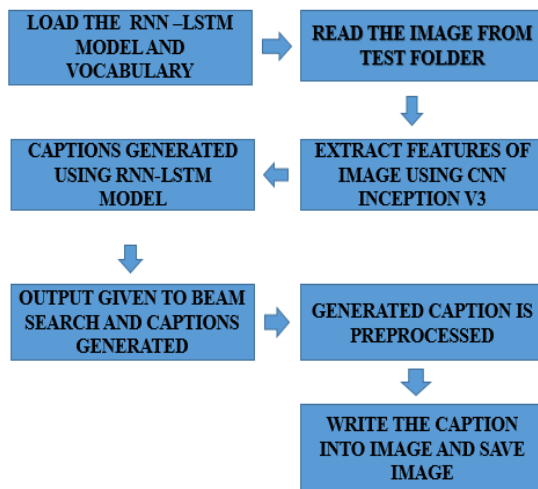 LOAD THE RNN –LSTM
MODEL AND
VOCABULARY
READ THE IMAGE FROM
TEST FOLDER
EXTRACT FEATURES OF
IMAGE USING CNN
INCEPTION V3
CAPTIONS GENERATED
USING RNN-LSTM
MODEL
OUTPUT GIVEN TO BEAM
SEARCH AND CAPTIONS
GENERATED
GENERATED CAPTION IS
PREPROCESSED
WRITE THE CAPTION
INTO IMAGE AND SAVE
IMAGE